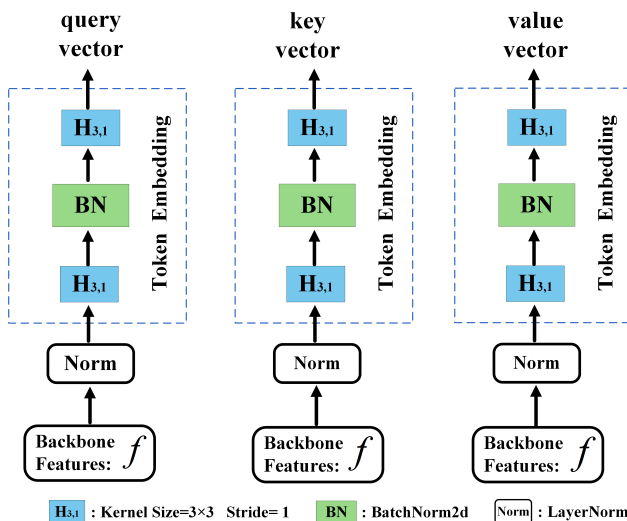 query
vector
key
vector
value
vector
H3,1
BN
H3,1
Token Embedding
Norm
Backbone
Features: f
H3,1
BN
H3,1
Token Embedding
Norm
Backbone
Features: f
H3,1
BN
H3,1
Token Embedding
Norm
Backbone
Features: f
H3,1 : Kernel Size=3×3 Stride= 1 BN : BatchNorm2d Norm : LayerNorm